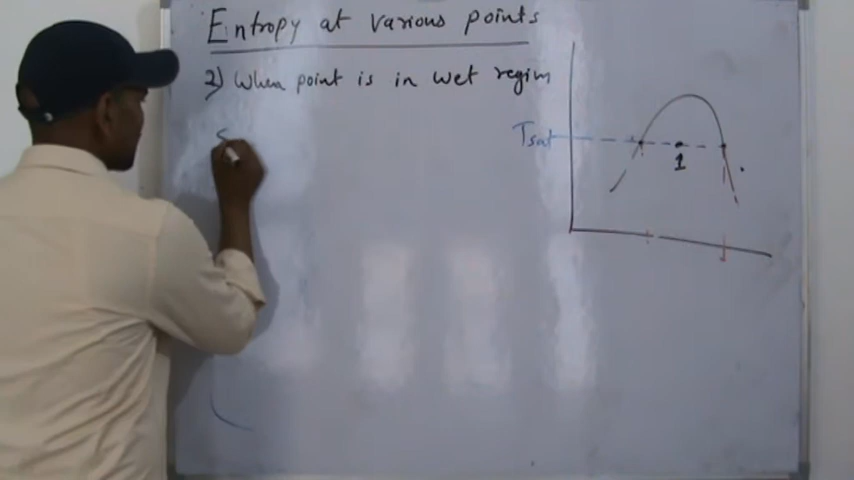 Entropy at various points
2) When point is in wet regim
Tsat
1
S